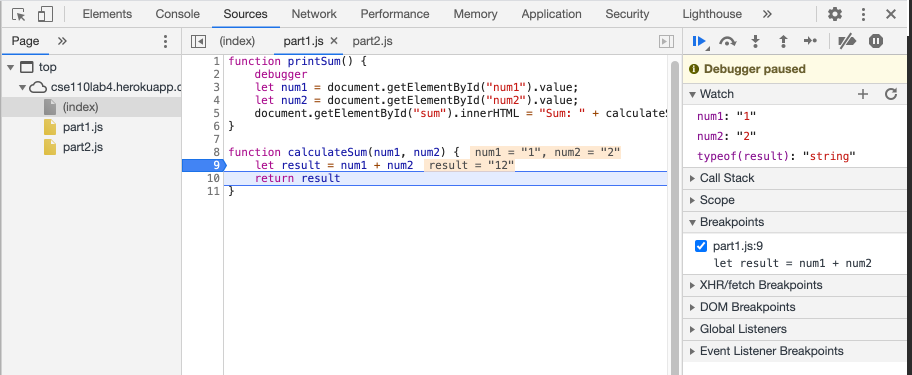 Elements Console Sources Network Performance Memory Application Security Lighthouse »
Page » (index) part1.js × part2.js
top
cse110lab4.herokuapp.c
(index)
part1.js
part2.js
1 function printSum() {
2 debugger
3 let num1 = document.getElementById("num1").value;
4 let num2 = document.getElementById("num2").value;
5 document.getElementById("sum").innerHTML = "Sum: " + calculateS
6 }
7
8 function calculateSum(num1, num2) { num1 = "1", num2 = "2"
9 let result = num1 + num2 result = "12"
10 return result
11 }
Debugger paused
Watch
num1: "1"
num2: "2"
typeof(result): "string"
Call Stack
Scope
Breakpoints
part1.js:9
let result = num1 + num2
XHR/fetch Breakpoints
DOM Breakpoints
Global Listeners
Event Listener Breakpoints